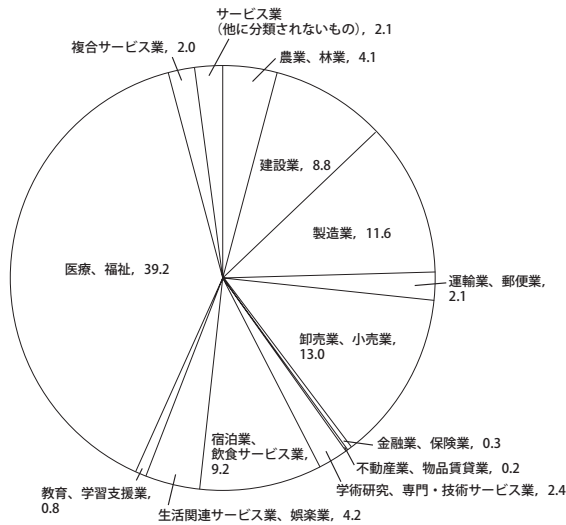 サービス業
（他に分類されないもの）, 2.1
農業、林業, 4.1
建設業, 8.8
製造業, 11.6
運輸業、郵便業,
2.1
卸売業、小売業,
13.0
金融業、保険業, 0.3
不動産業、物品賃貸業, 0.2
学術研究、専門・技術サービス業, 2.4
宿泊業、
飲食サービス業,
9.2
生活関連サービス業、娯楽業, 4.2
教育、学習支援業,
0.8
医療、福祉, 39.2
複合サービス業, 2.0